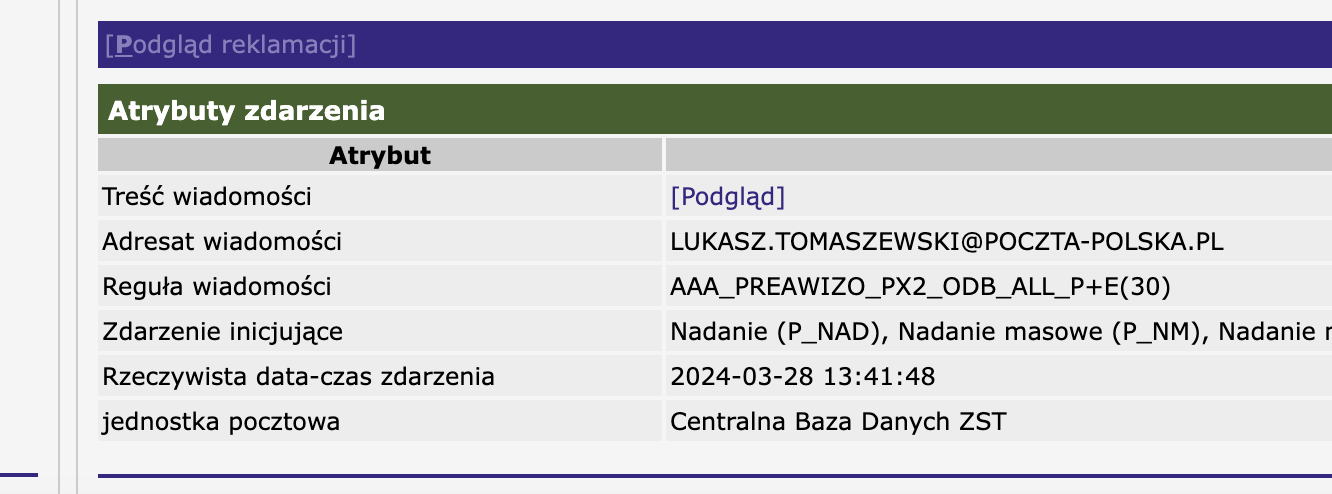 [Podgląd reklamacji]
Atrybuty zdarzenia
Atrybut
Treść wiadomości [Podgląd]
Adresat wiadomości LUKASZ.TOMASZEWSKI@POCZTA-POLSKA.PL
Reguła wiadomości AAA_PREAWIZO_PX2_ODB_ALL_P+E(30)
Zdarzenie inicjujące Nadanie (P_NAD), Nadanie masowe (P_NM), Nadanie
Rzeczywista data-czas zdarzenia 2024-03-28 13:41:48
jednostka pocztowa Centralna Baza Danych ZST